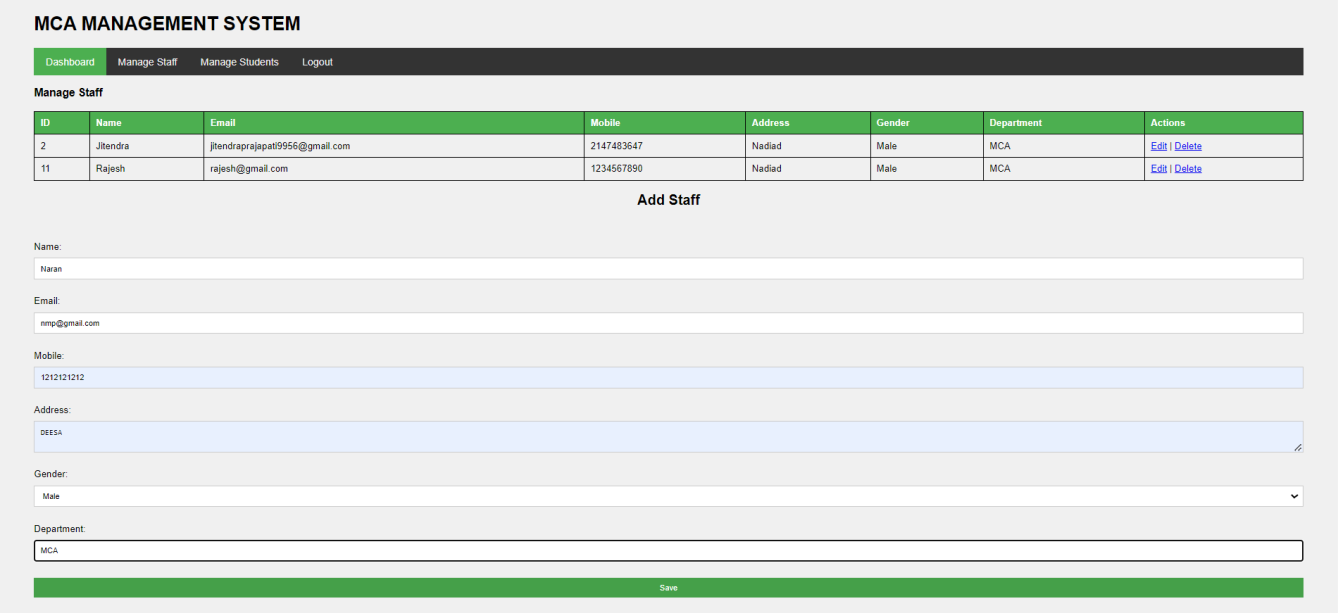 MCA MANAGEMENT SYSTEM
Dashboard Manage Staff Manage Students Logout
Manage Staff
ID Name Email Mobile Address Gender Department Actions
2 Jitendra jitendraprajapati9956@gmail.com 2147483647 Nadiad Male MCA Edit | Delete
11 Rajesh rajesh@gmail.com 1234567890 Nadiad Male MCA Edit | Delete
Add Staff
Name:
Naran
Email:
nmp@gmail.com
Mobile:
1212121212
Address:
DEESA
Gender:
Male
Department:
MCA
Save